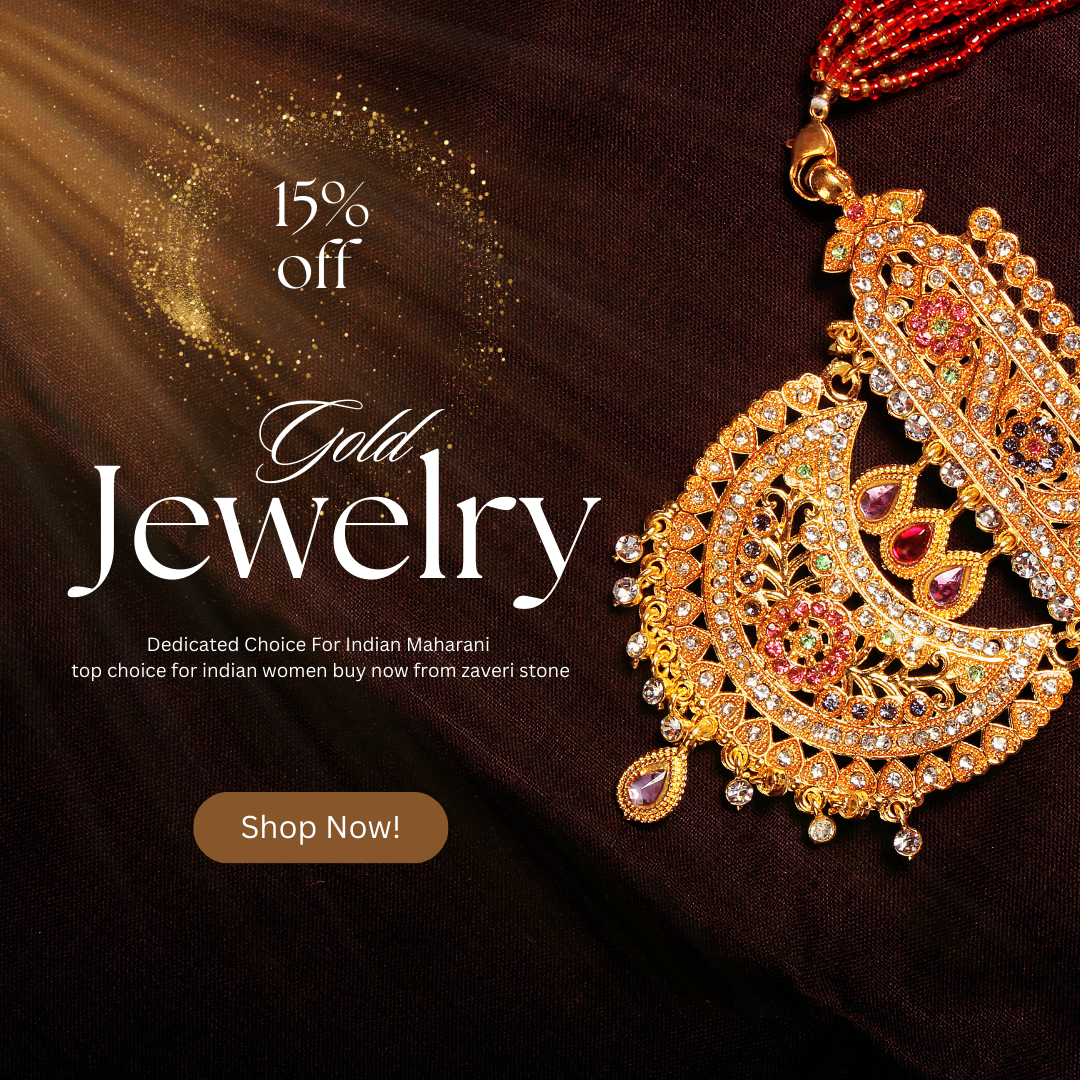 15%
off
Gold
Jewelry
Dedicated Choice For Indian Maharani
top choice for indian women buy now from zaveri stone
Shop Now!